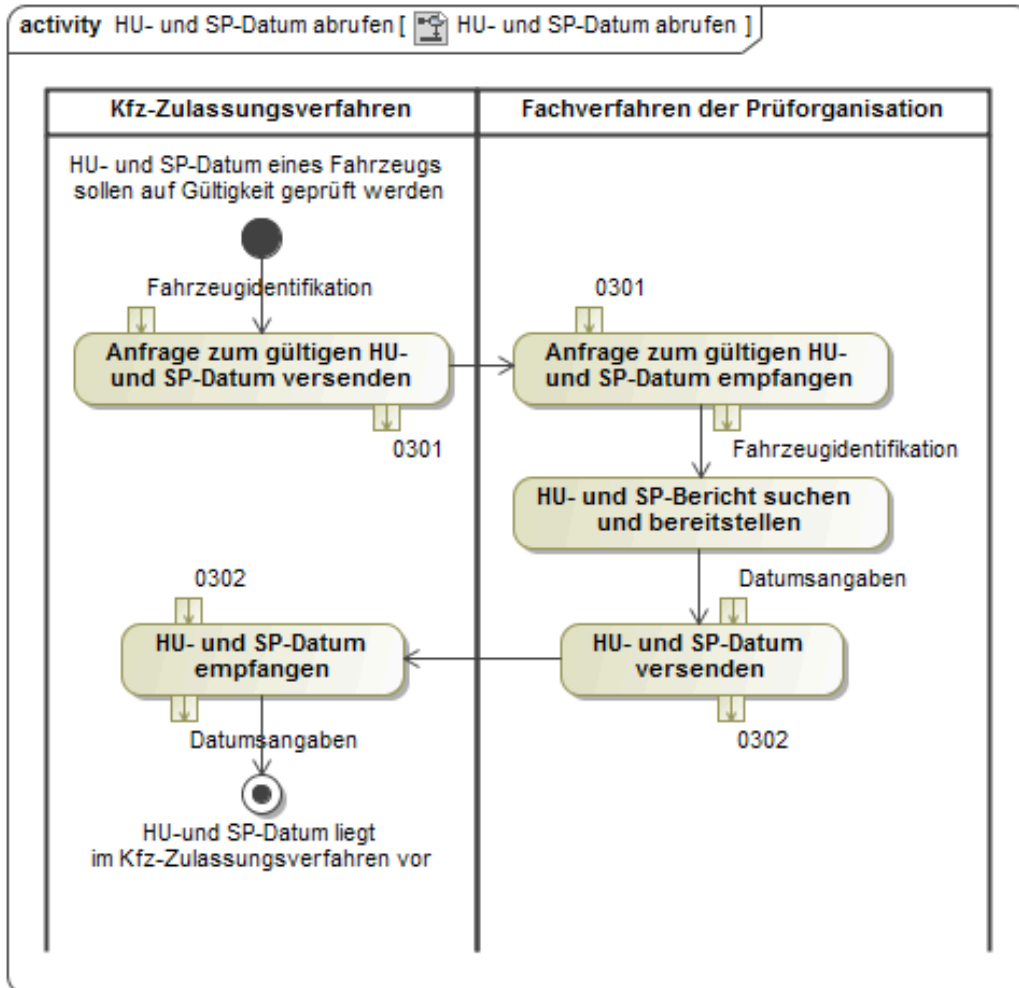 activity HU- und SP-Datum abrufen [ HU- und SP-Datum abrufen ]
Kfz-Zulassungsverfahren
Fachverfahren der Prüforganisation
HU- und SP-Datum eines Fahrzeugs
sollen auf Gültigkeit geprüft werden
Fahrzeugidentifikation
0301
Anfrage zum gültigen HU-
und SP-Datum versenden
Anfrage zum gültigen HU-
und SP-Datum empfangen
0301
Fahrzeugidentifikation
HU- und SP-Bericht suchen
und bereitstellen
0302
Datumsangaben
HU- und SP-Datum
empfangen
HU- und SP-Datum
versenden
Datumsangaben
0302
HU-und SP-Datum liegt
im Kfz-Zulassungsverfahren vor